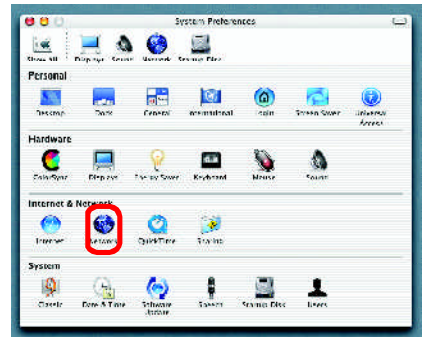 System Preferences
Show All Displays Sound Network Startup Disk
Personal
Desktop Dock General International Login Screen Saver Universal
Access
Hardware
ColorSync Displays Energy Saver Keyboard Mouse Sound
Internet & Network
Internet Network QuickTime Sharing
System
Classic Date & Time Software Speech Startup Disk Users
Update